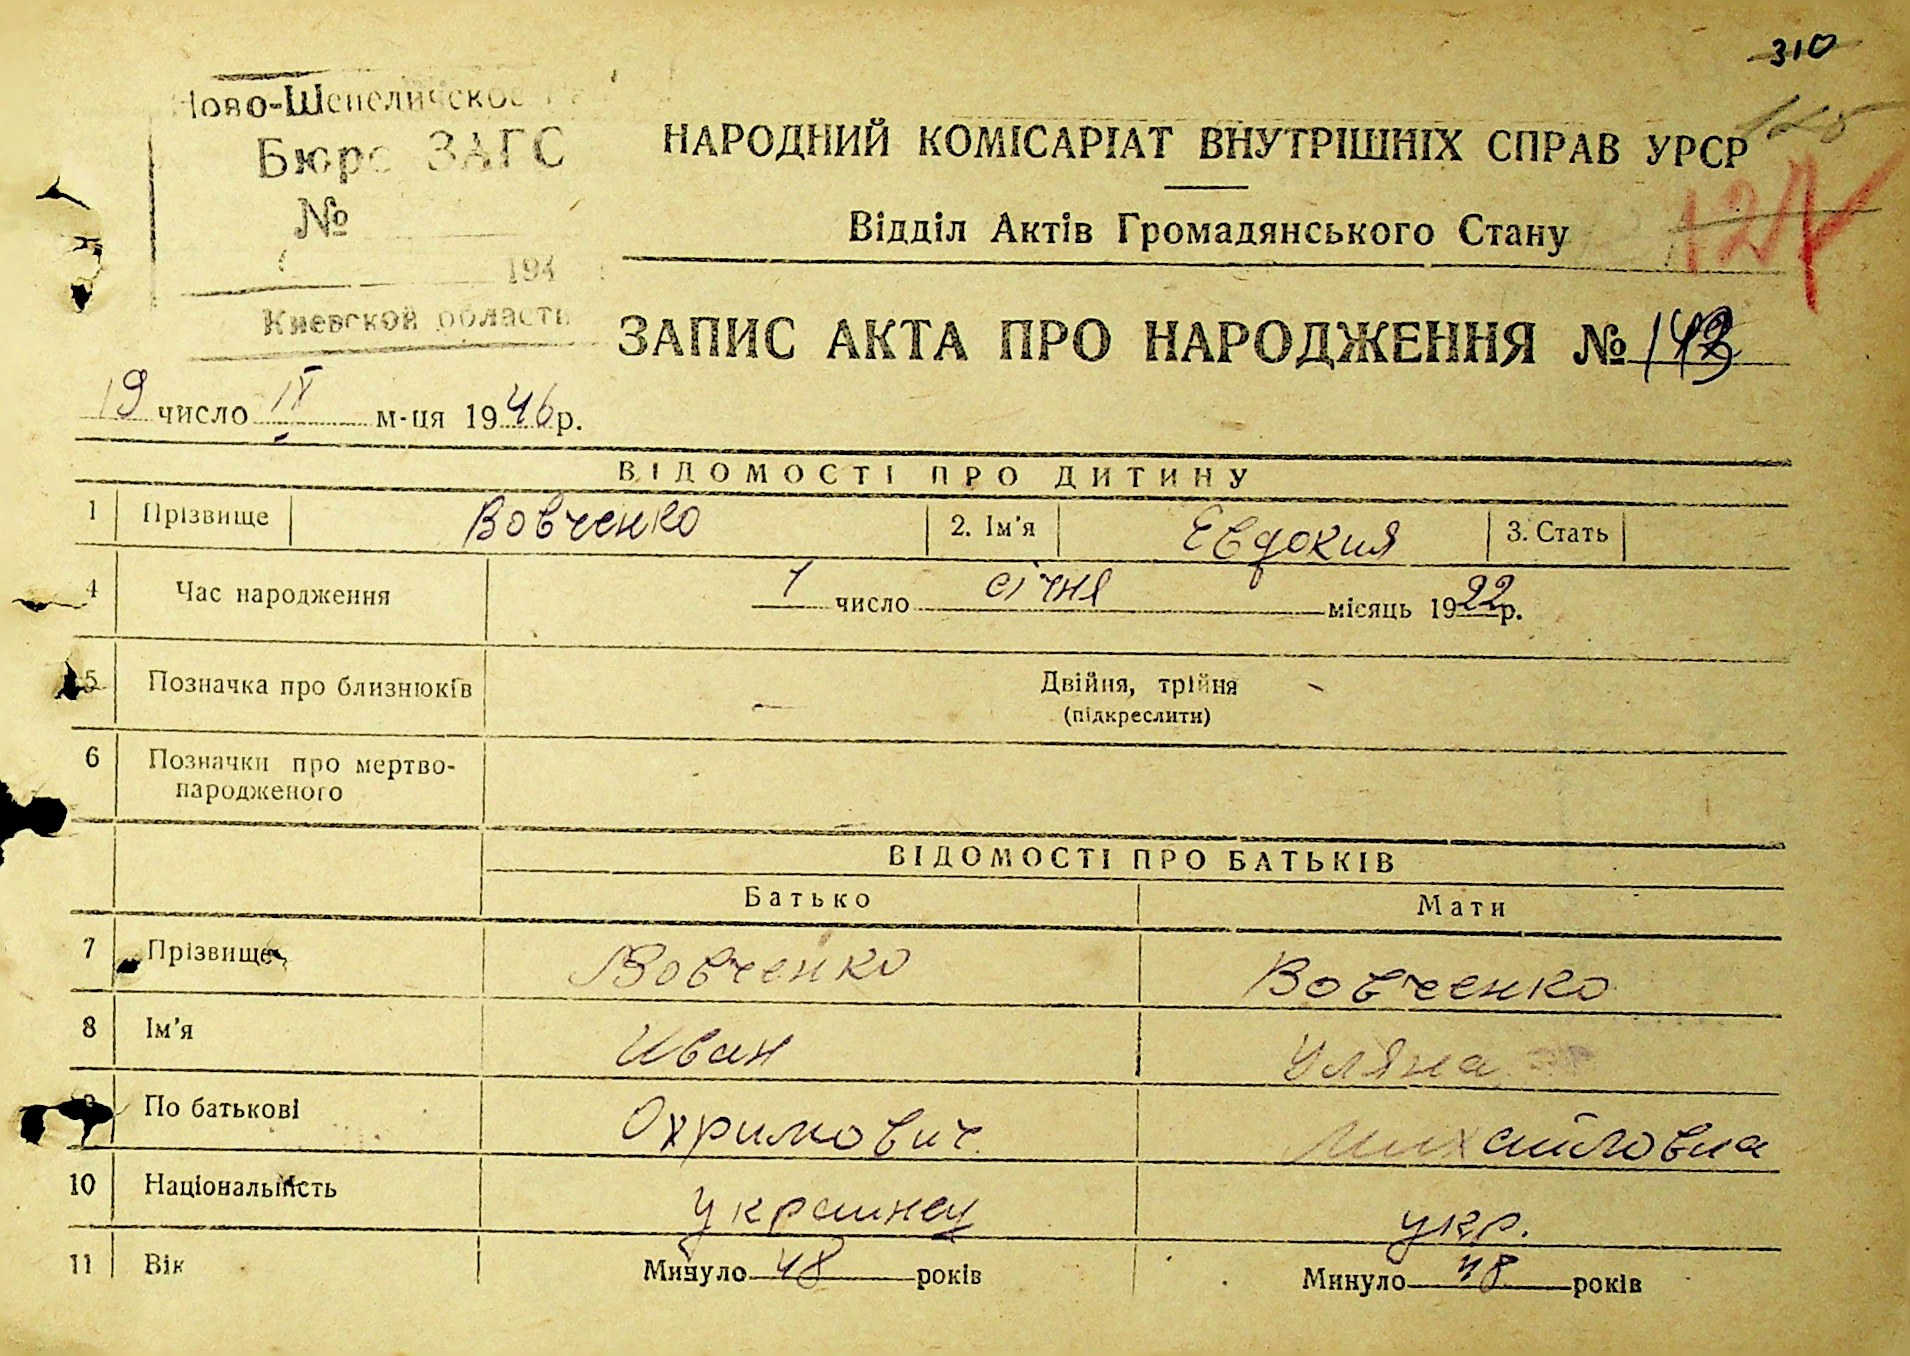 310
Ново-Шепеличское
Бюро ЗАГС
№
194
Киевской области
НАРОДНИЙ КОМІСАРІАТ ВНУТРІШНІХ СПРАВ УРСР
Відділ Актів Громадянського Стану
ЗАПИС АКТА ПРО НАРОДЖЕННЯ №
19 число IX м-ця 1946 р.
ВІДОМОСТІ ПРО ДИТИНУ
1 Прізвище Вовченко 2. Ім'я Евдокия 3. Стать
4 Час народження 1 число січня місяць 1922 р.
5 Позначка про близнюків Двійня, трійня
(підкреслити)
6 Позначки про мертво-
народженого
ВІДОМОСТІ ПРО БАТЬКІВ
Батько Мати
7 Прізвище Вовченко Вовченко
8 Ім'я Иван Уляна
9 По батькові Охримович Михайловна
10 Національність украинец укр.
11 Вік Минуло 48 років Минуло 48 років